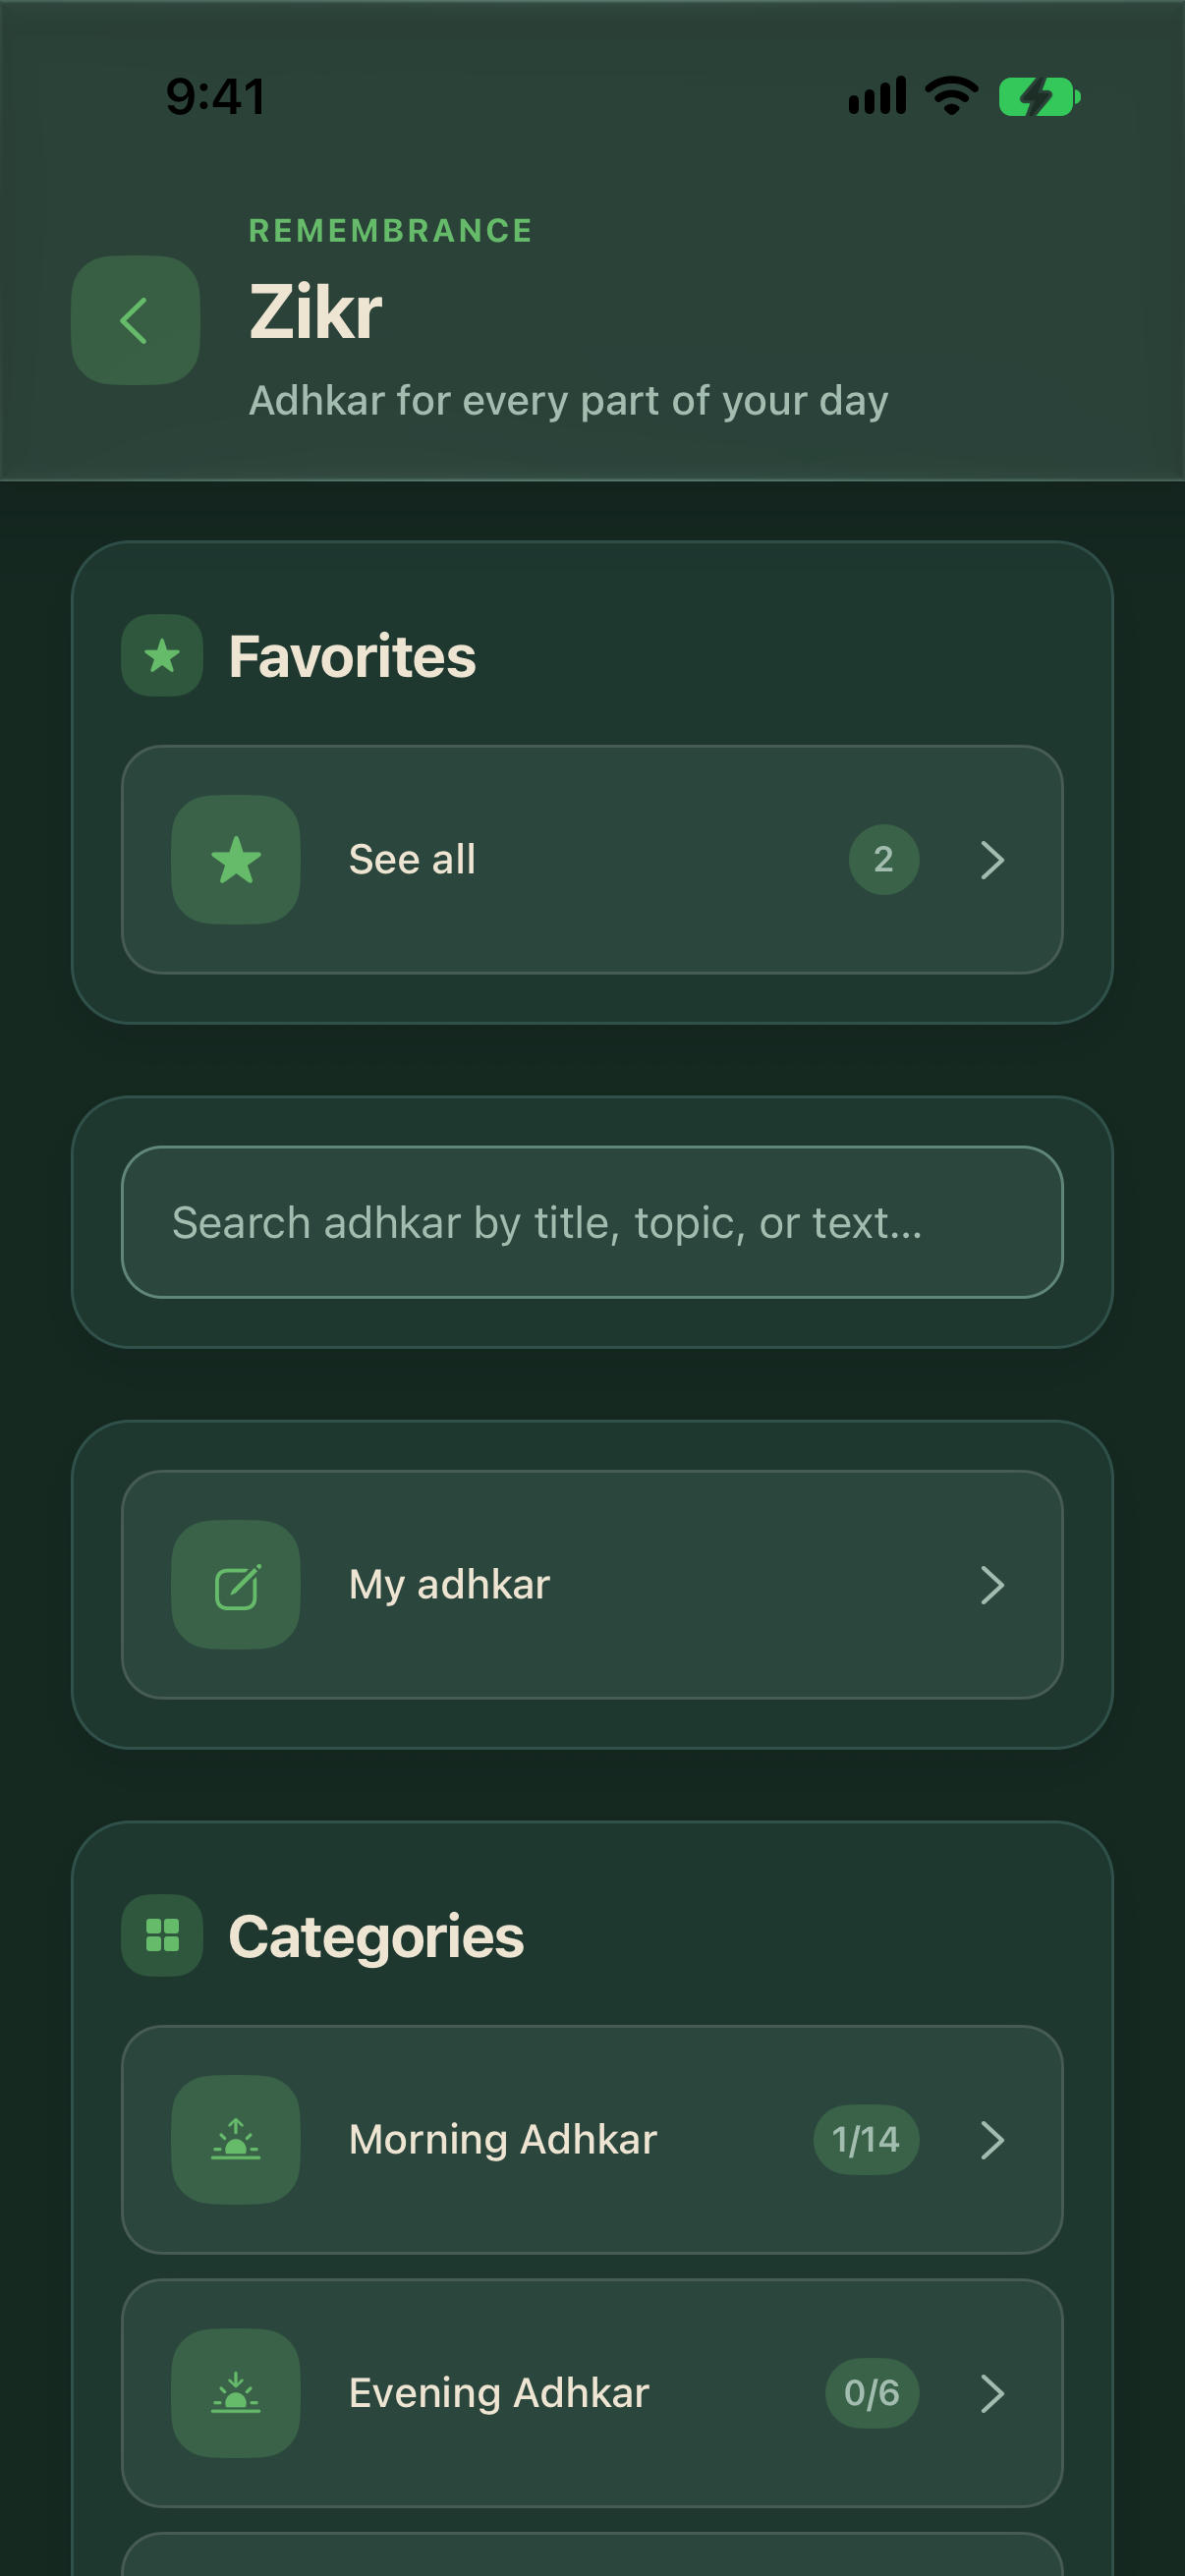 9:41
REMEMBRANCE
Zikr
Adhkar for every part of your day
Favorites
See all 2
Search adhkar by title, topic, or text...
My adhkar
Categories
Morning Adhkar 1/14
Evening Adhkar 0/6